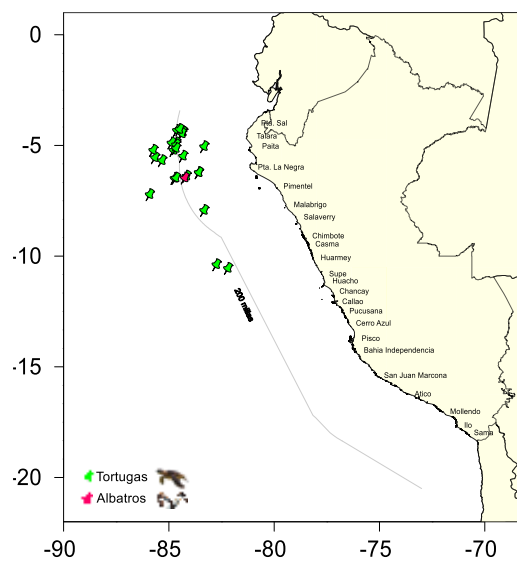 0
-5
-10
-15
-20
-90
-85
-80
-75
-70
Pto. Sal
Talara
Paita
Pta. La Negra
Pimentel
Malabrigo
Salaverry
Chimbote
Casma
Huarmey
Supe
Huacho
Chancay
Callao
Pucusana
Cerro Azul
Pisco
Bahia Independencia
San Juan Marcona
Atico
Mollendo
Ilo
Sama
200 millas
Tortugas
Albatros